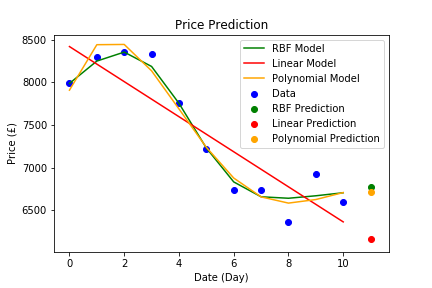 Price Prediction
8500
8000
7500
7000
6500
Price (£)
0
2
4
6
8
10
Date (Day)
RBF Model
Linear Model
Polynomial Model
Data
RBF Prediction
Linear Prediction
Polynomial Prediction